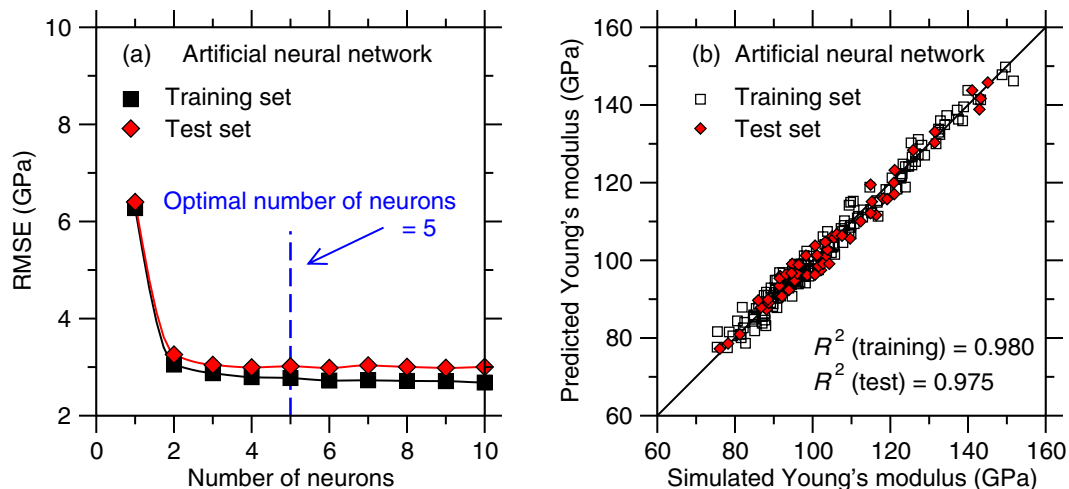 (a) Artificial neural network
Training set
Test set
Optimal number of neurons
= 5
RMSE (GPa)
10
8
6
4
2
0 2 4 6 8 10
Number of neurons
(b) Artificial neural network
Training set
Test set
R² (training) = 0.980
R² (test) = 0.975
Predicted Young's modulus (GPa)
160
140
120
100
80
60
60 80 100 120 140 160
Simulated Young's modulus (GPa)